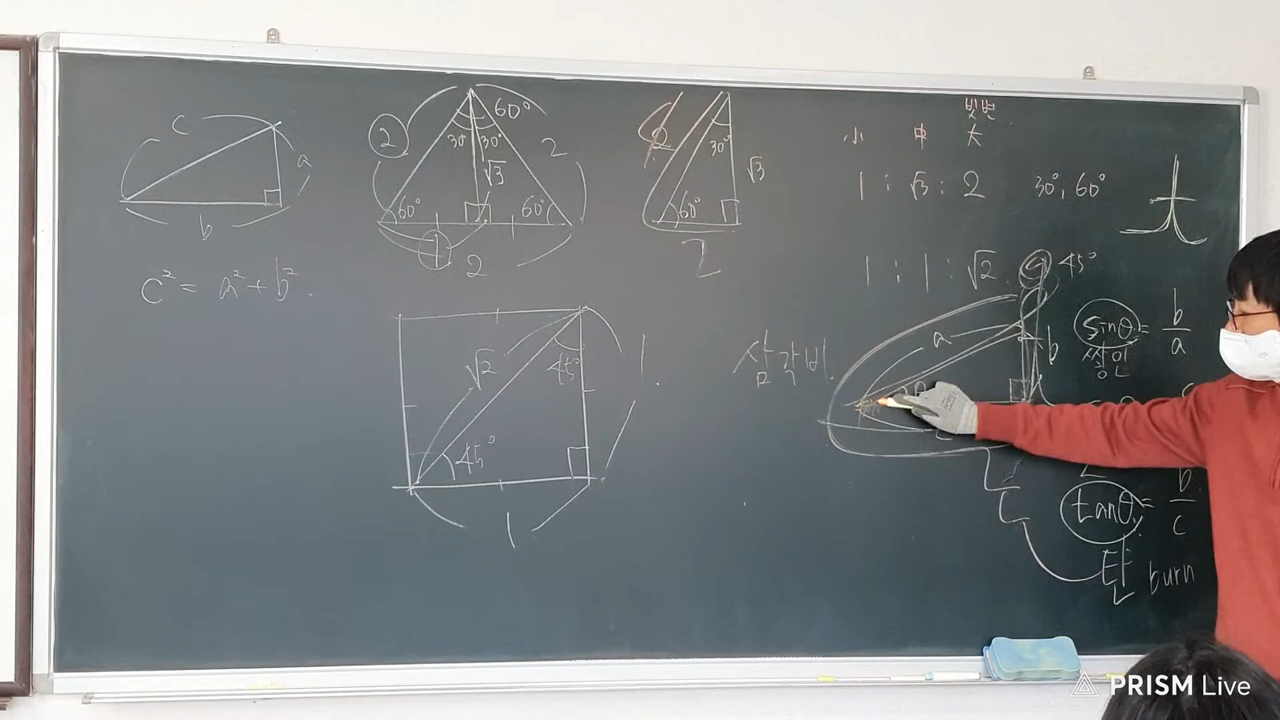 c
a
b
c² = a² + b²
② 60° 2
30° 30°
√3
60° 60°
①
2
30°
√3
60°
2
√2
45°
45°
1
1
빗변
小 中 大
1 : √3 : 2 30°, 60°
1 : 1 : √2 45°
大
삼각비
a
b
sinθ = b/a
tanθ = b/c
탄 burn
PRISM Live